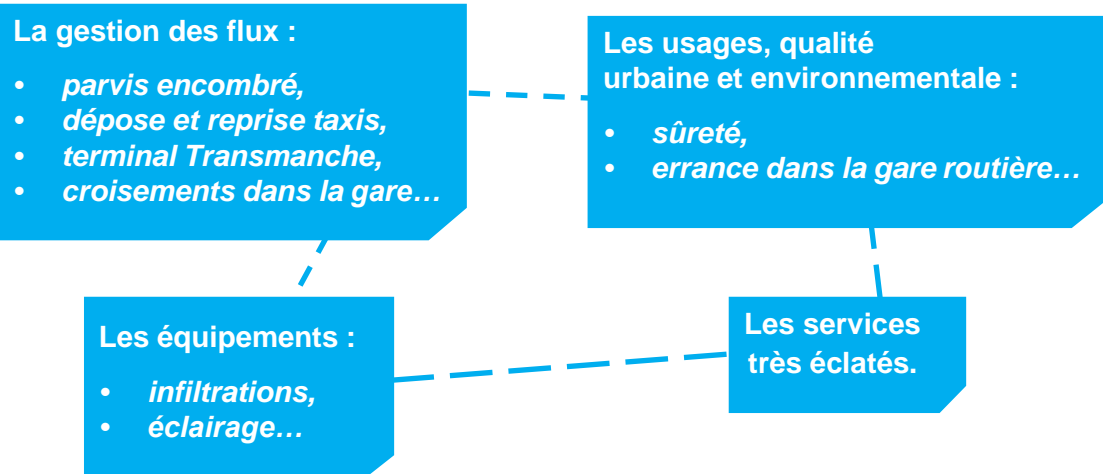 La gestion des flux :
• parvis encombré,
• dépose et reprise taxis,
• terminal Transmanche,
• croisements dans la gare…
Les usages, qualité
urbaine et environnementale :
• sûreté,
• errance dans la gare routière…
Les équipements :
• infiltrations,
• éclairage…
Les services
très éclatés.